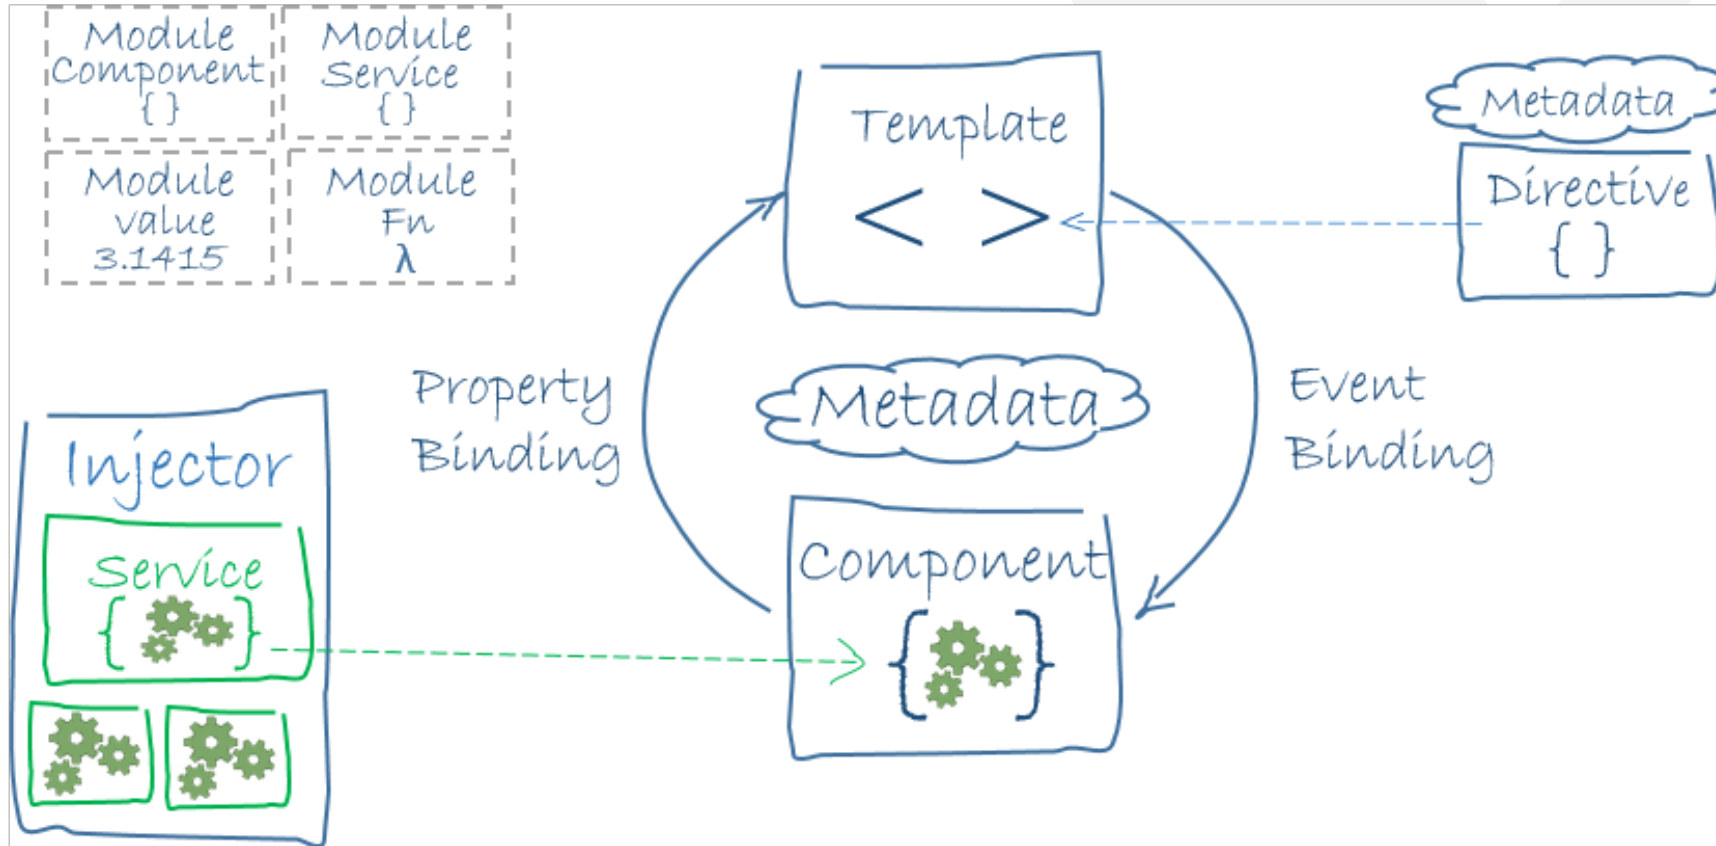 Module
Component
{ }
Module
Service
{ }
Module
value
3.1415
Module
Fn
λ
Template
< >
Metadata
Directive
{ }
Property
Binding
Metadata
Event
Binding
Injector
Service
{ }
Component
{ }